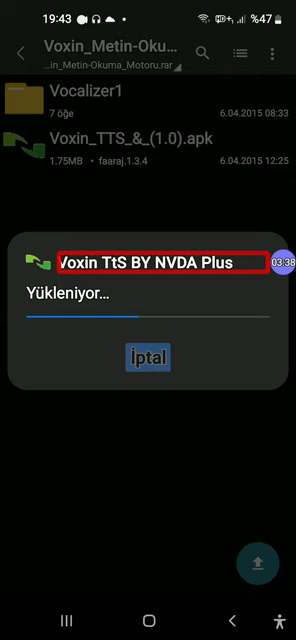 19:43 %47
Voxin_Metin-Oku...
...in_Metin-Okuma_Motoru.rar
Vocalizer1
7 öğe 6.04.2015 08:33
Voxin_TTS_&_(1.0).apk
1.75MB • faaraj.1.3.4 6.04.2015 12:25
Voxin TtS BY NVDA Plus
03:38
Yükleniyor...
İptal